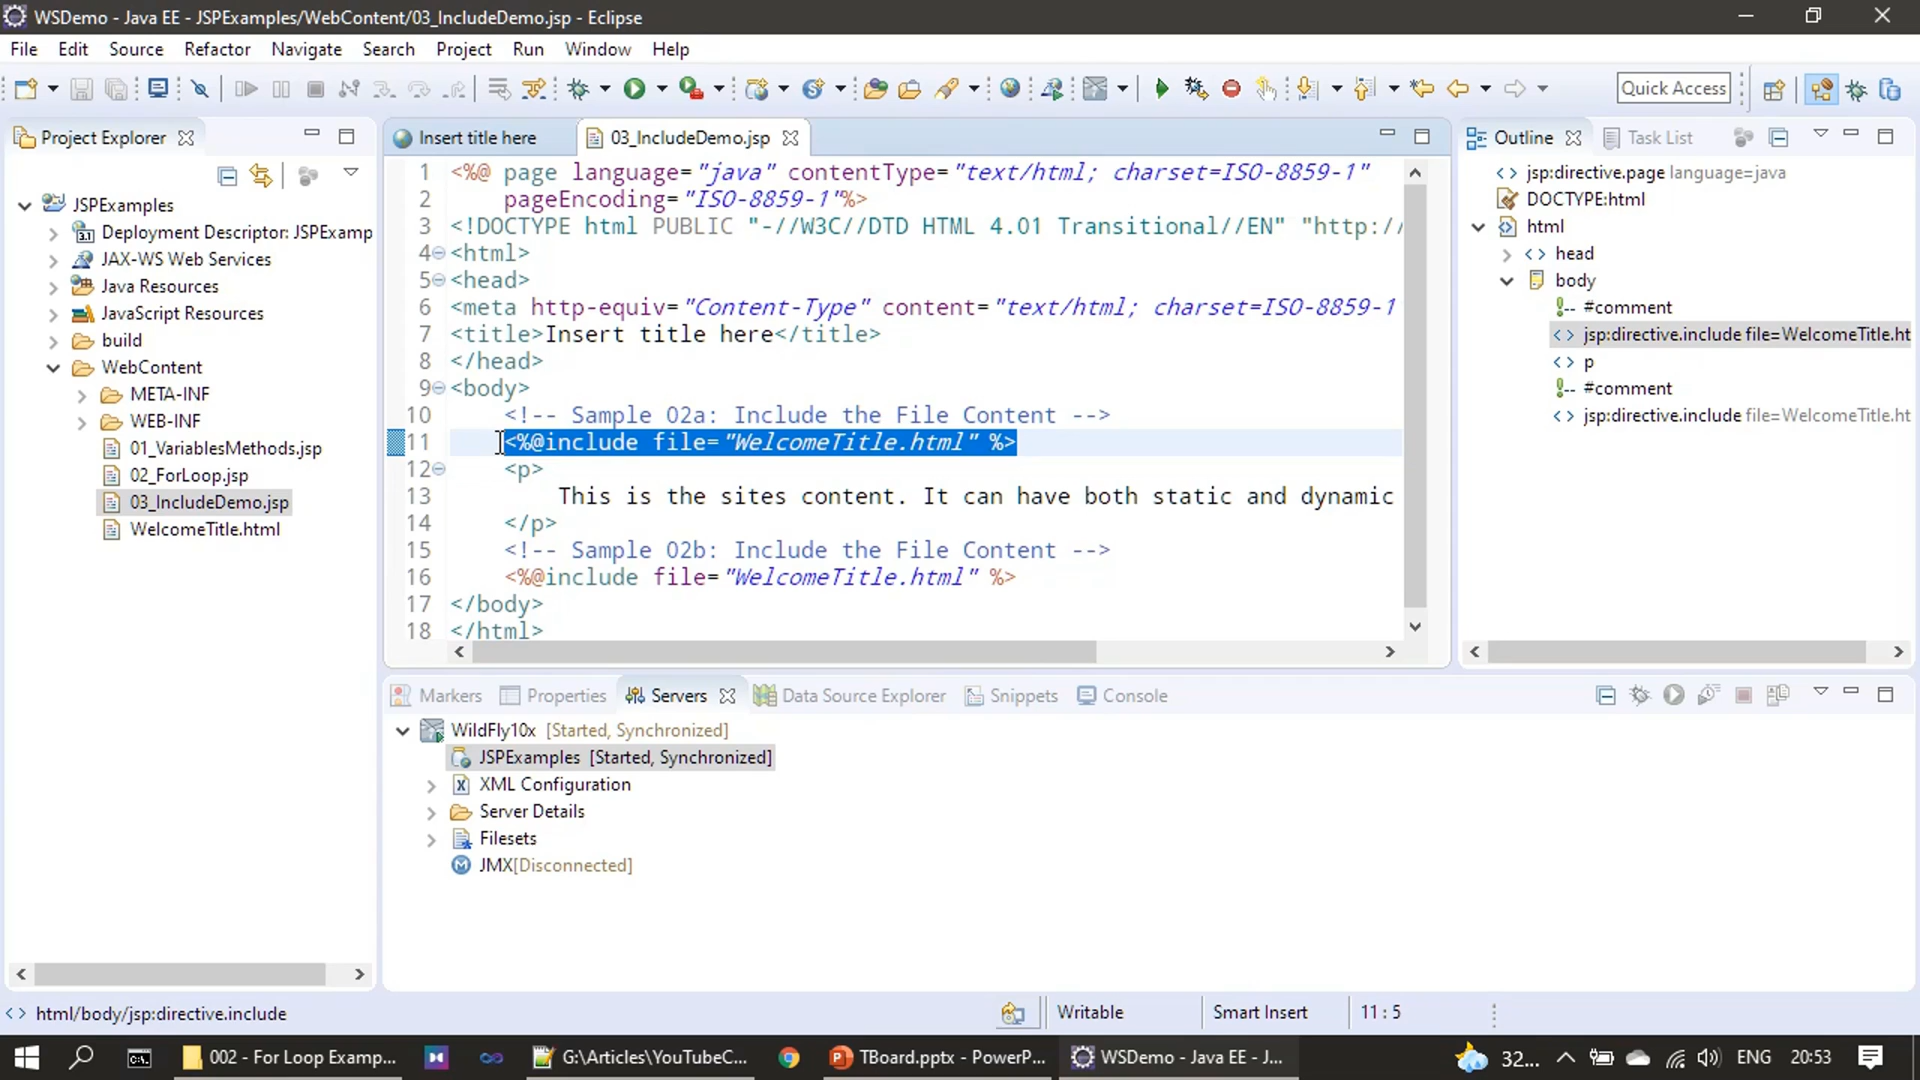 WSDemo - Java EE - JSPExamples/WebContent/03_IncludeDemo.jsp - Eclipse
File Edit Source Refactor Navigate Search Project Run Window Help
Quick Access
Project Explorer
JSPExamples
Deployment Descriptor: JSPExamp
JAX-WS Web Services
Java Resources
JavaScript Resources
build
WebContent
META-INF
WEB-INF
01_VariablesMethods.jsp
02_ForLoop.jsp
03_IncludeDemo.jsp
WelcomeTitle.html
Insert title here 03_IncludeDemo.jsp
1 <%@ page language="java" contentType="text/html; charset=ISO-8859-1"
2 pageEncoding="ISO-8859-1"%>
3 <!DOCTYPE html PUBLIC "-//W3C//DTD HTML 4.01 Transitional//EN" "http://
4 <html>
5 <head>
6 <meta http-equiv="Content-Type" content="text/html; charset=ISO-8859-1
7 <title>Insert title here</title>
8 </head>
9 <body>
10 <!-- Sample 02a: Include the File Content -->
11 <%@include file="WelcomeTitle.html" %>
12 <p>
13 This is the sites content. It can have both static and dynamic
14 </p>
15 <!-- Sample 02b: Include the File Content -->
16 <%@include file="WelcomeTitle.html" %>
17 </body>
18 </html>
Outline Task List
jsp:directive.page language=java
DOCTYPE:html
html
head
body
!-- #comment
jsp:directive.include file=WelcomeTitle.ht
p
!-- #comment
jsp:directive.include file=WelcomeTitle.ht
Markers Properties Servers Data Source Explorer Snippets Console
WildFly10x [Started, Synchronized]
JSPExamples [Started, Synchronized]
XML Configuration
Server Details
Filesets
JMX[Disconnected]
html/body/jsp:directive.include Writable Smart Insert 11 : 5
002 - For Loop Examp... G:\Articles\YouTubeC... TBoard.pptx - PowerP... WSDemo - Java EE - J... 32... ENG 20:53